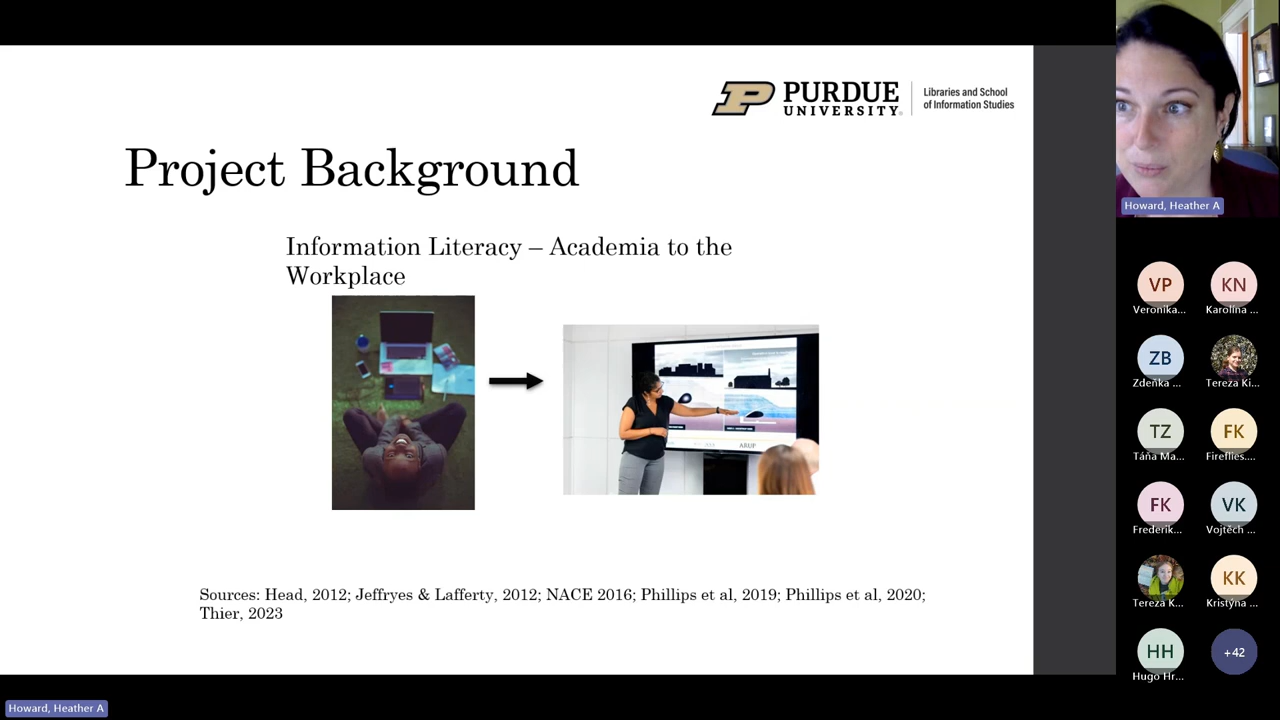 PURDUE
UNIVERSITY®
Libraries and School
of Information Studies
Project Background
Information Literacy – Academia to the
Workplace
ARUP
Sources: Head, 2012; Jeffryes & Lafferty, 2012; NACE 2016; Phillips et al, 2019; Phillips et al, 2020;
Thier, 2023
Howard, Heather A
Howard, Heather A
VP
KN
Veronika...
Karolína ...
ZB
Zdeňka ...
Tereza Ki...
TZ
FK
Táňa Ma...
Fireflies....
FK
VK
Frederik...
Vojtěch ...
KK
Tereza K...
Kristýna ...
HH
+42
Hugo Hr...